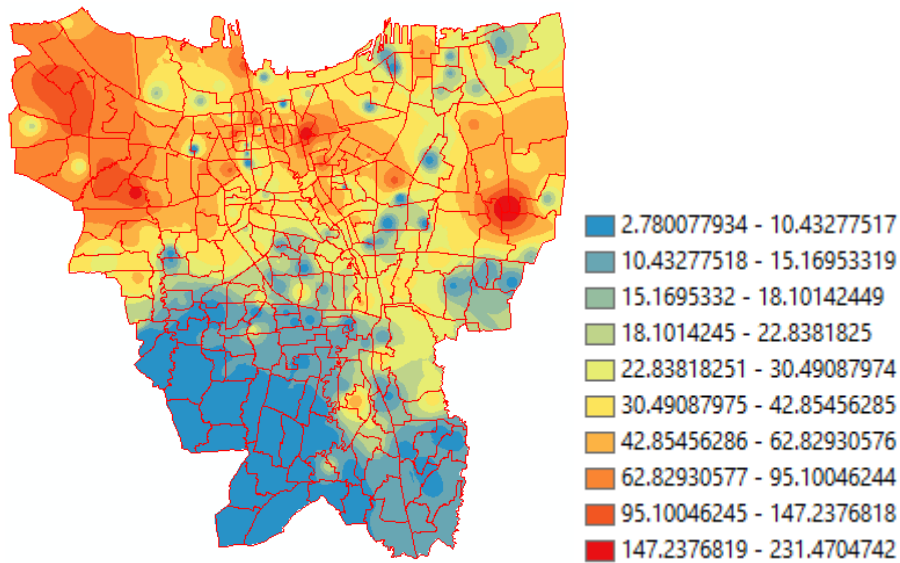 2.780077934 - 10.43277517
10.43277518 - 15.16953319
15.1695332 - 18.10142449
18.1014245 - 22.8381825
22.83818251 - 30.49087974
30.49087975 - 42.85456285
42.85456286 - 62.82930576
62.82930577 - 95.10046244
95.10046245 - 147.2376818
147.2376819 - 231.4704742